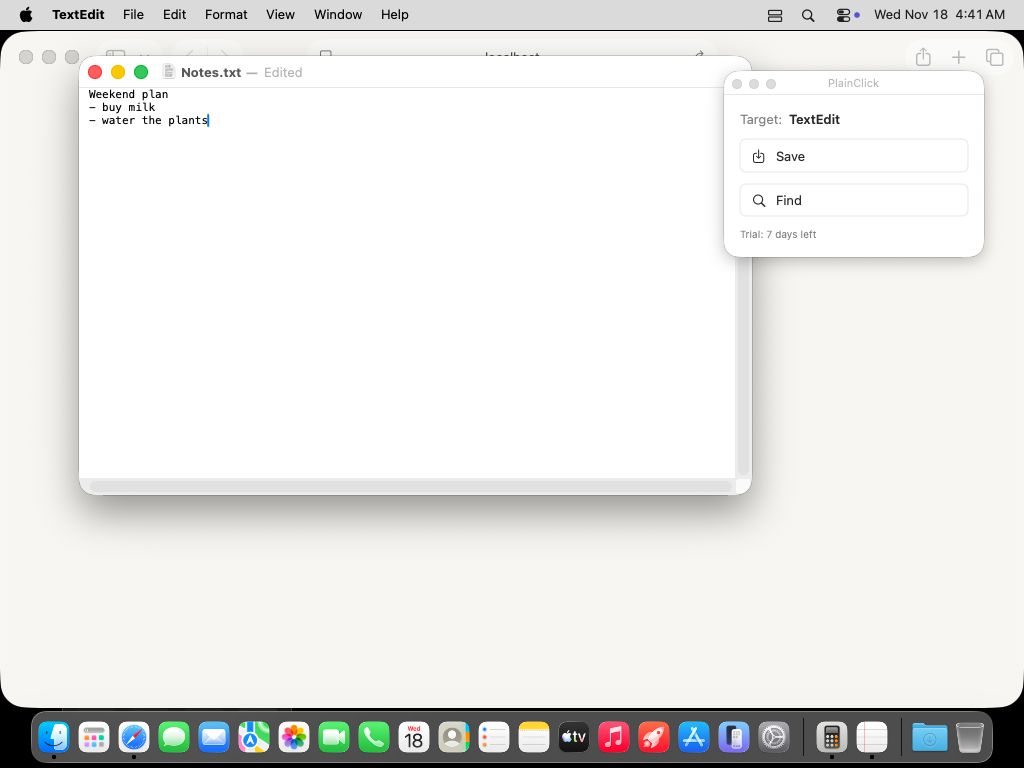 TextEdit File Edit Format View Window Help Wed Nov 18 4:41 AM
Notes.txt — Edited
Weekend plan
- buy milk
- water the plants
PlainClick
Target: TextEdit
Save
Find
Trial: 7 days left
Wed
18
tv